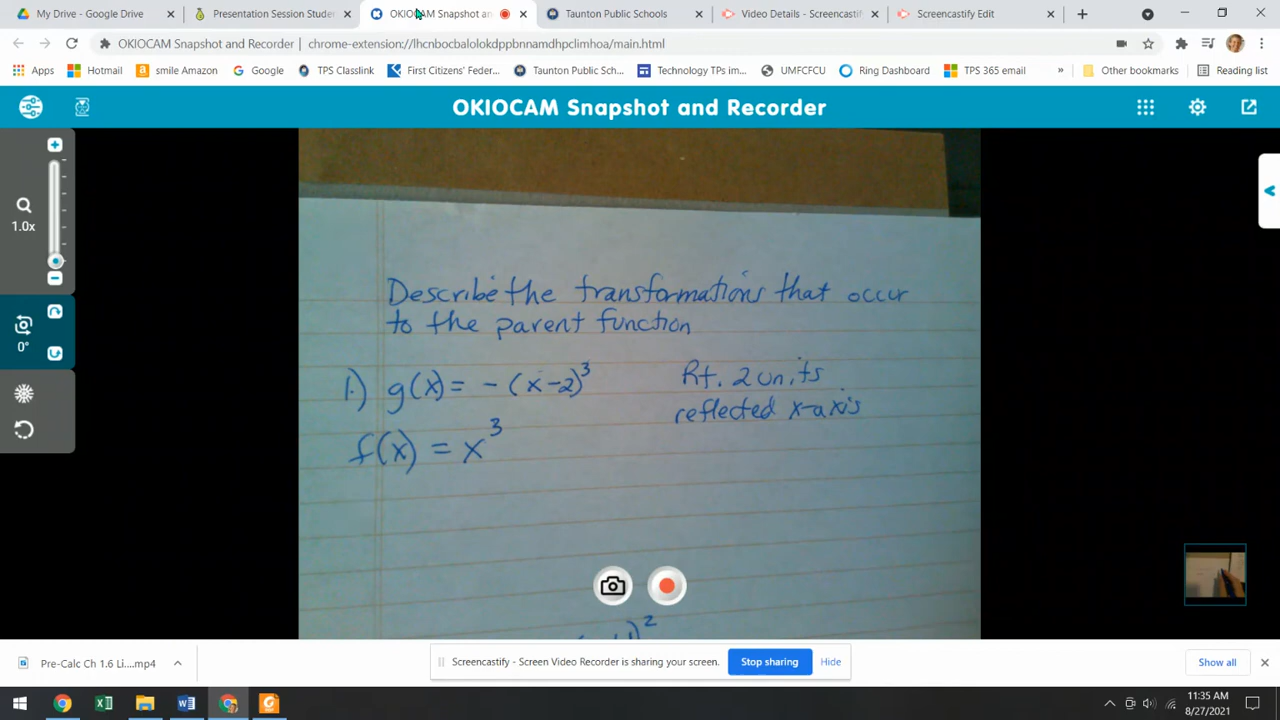 My Drive - Google Drive
Presentation Session Stude
OKIOCAM Snapshot an
Taunton Public Schools
Video Details - Screencastif
Screencastify Edit
OKIOCAM Snapshot and Recorder | chrome-extension://lhcnbocbalolekdppbnnamdhpclimhoa/main.html
Apps
Hotmail
smile Amazon
Google
TPS Classlink
First Citizens' Feder...
Taunton Public Sch...
Technology TPs im...
UMFCFCU
Ring Dashboard
TPS 365 email
»
Other bookmarks
Reading list
OKIOCAM Snapshot and Recorder
1.0x
0°
Describe the transformations that occur
to the parent function
1.) g(x) = -(x-2)³
Rt. 2 units
reflected x-axis
f(x) = x³
Pre-Calc Ch 1.6 Li....mp4
Screencastify - Screen Video Recorder is sharing your screen.
Stop sharing
Hide
Show all
11:35 AM
8/27/2021